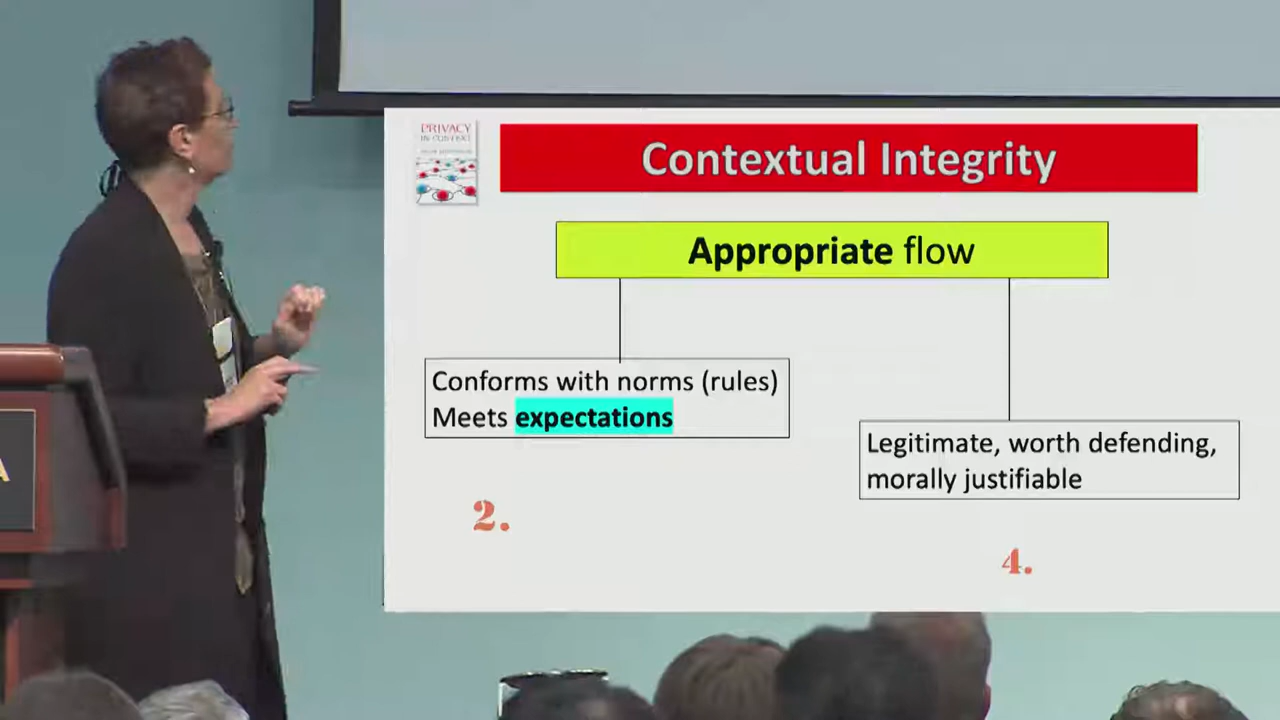 PRIVACY
IN CONTEXT
Contextual Integrity
Appropriate flow
Conforms with norms (rules)
Meets expectations
Legitimate, worth defending,
morally justifiable
2.
4.
A